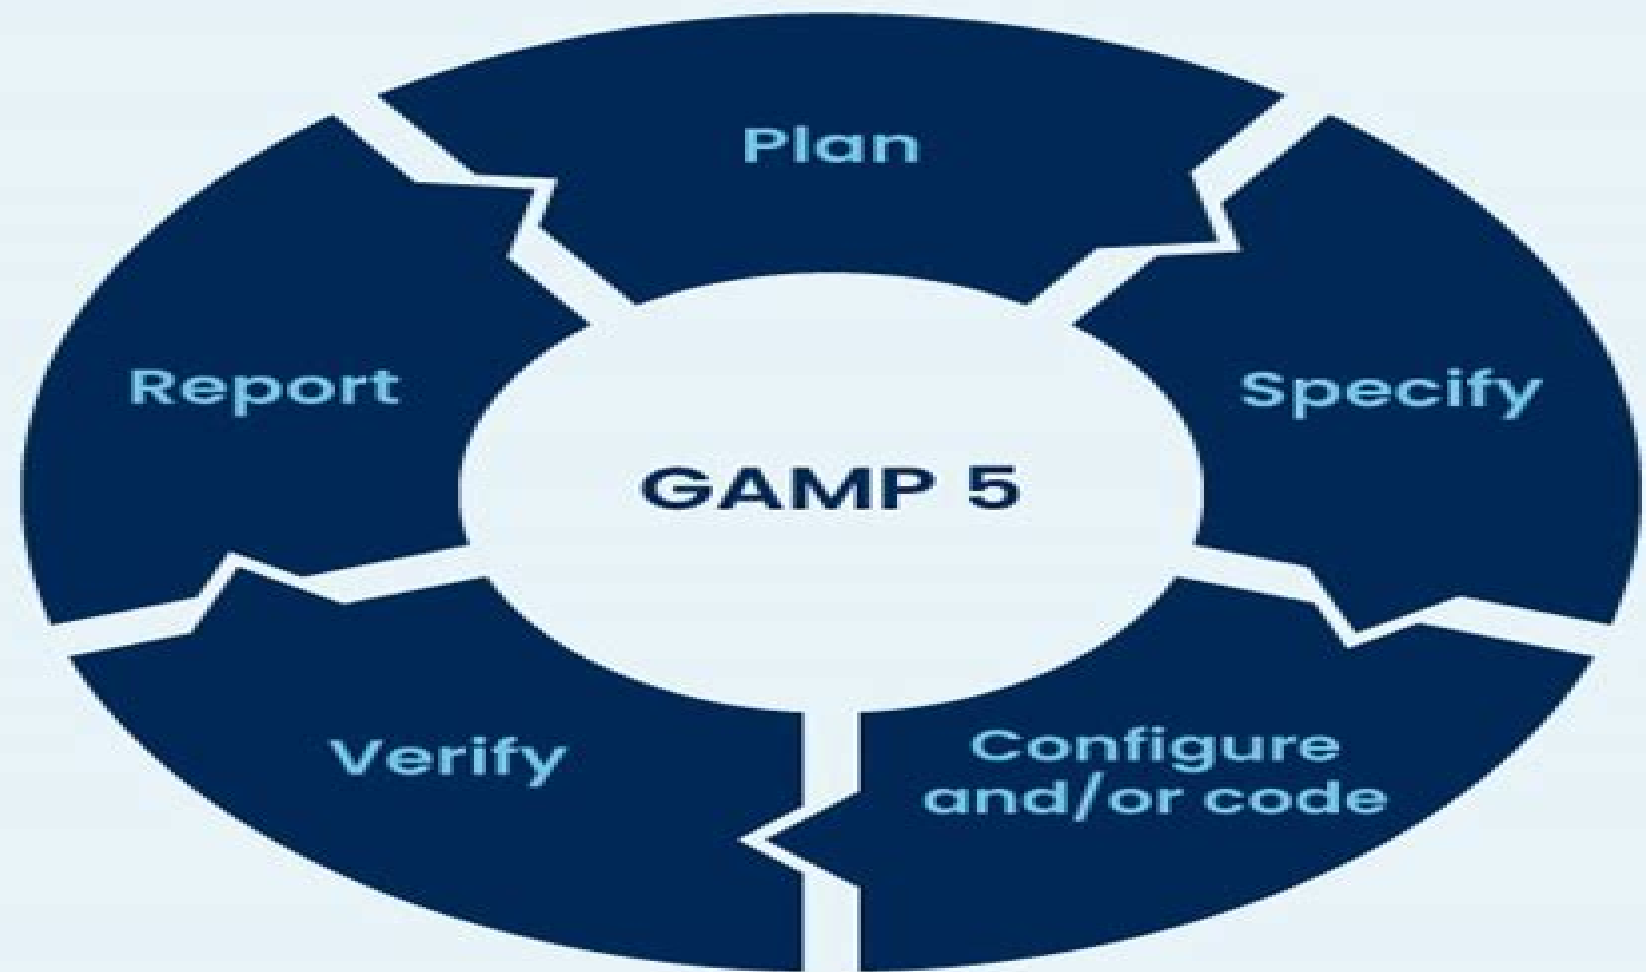 Plan
Specify
Configure
and/or code
Verify
Report
GAMP 5